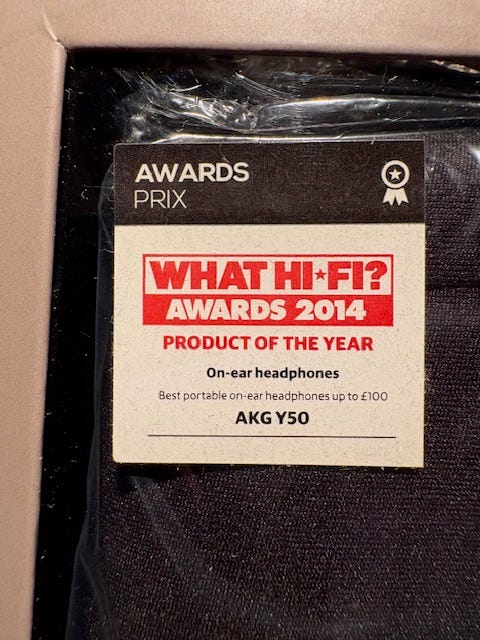 AWARDS
PRIX
WHAT HI★FI?
AWARDS 2014
PRODUCT OF THE YEAR
On-ear headphones
Best portable on-ear headphones up to £100
AKG Y50